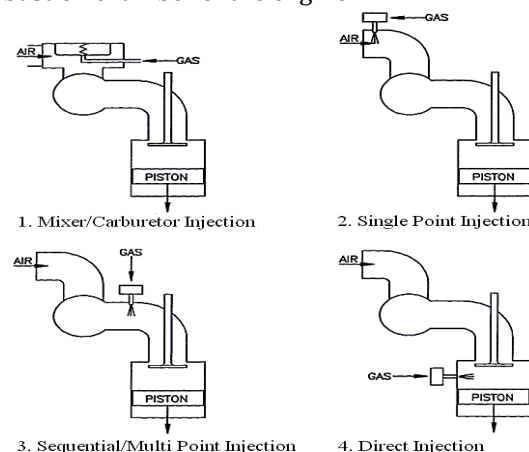 GAS
AIR
PISTON
1. Mixer/Carburetor Injection
GAS
AIR
PISTON
2. Single Point Injection
GAS
AIR
PISTON
3. Sequential/Multi Point Injection
AIR
GAS
PISTON
4. Direct Injection